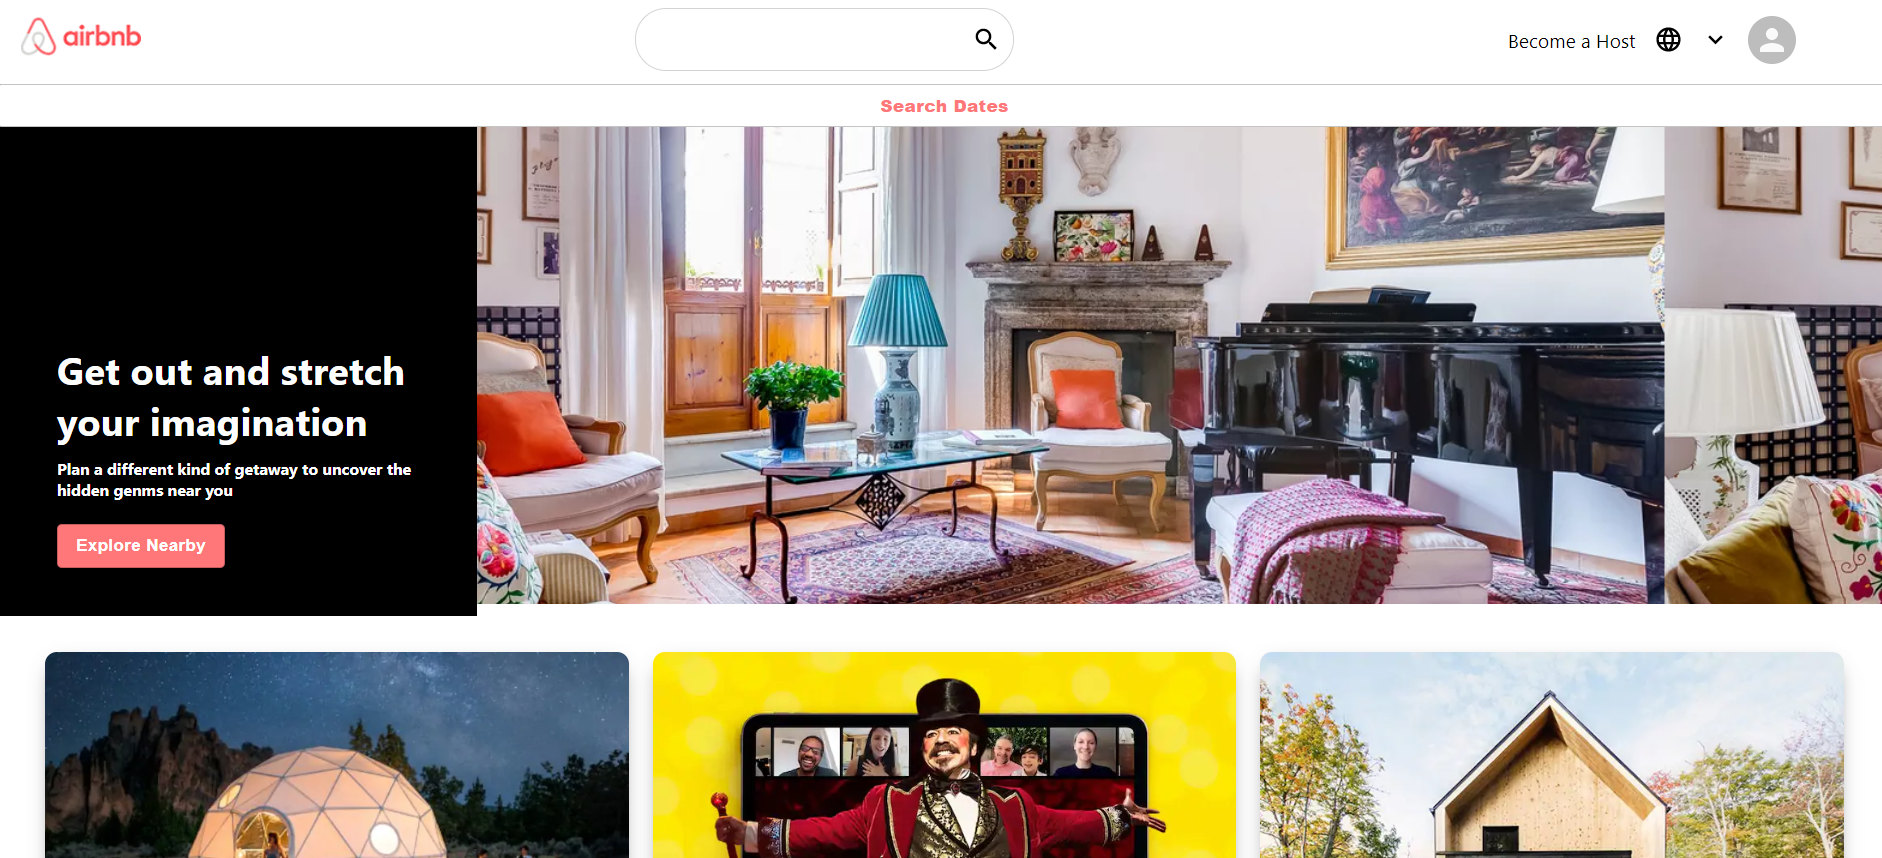 airbnb
Become a Host
Search Dates
Get out and stretch
your imagination
Plan a different kind of getaway to uncover the
hidden genms near you
Explore Nearby